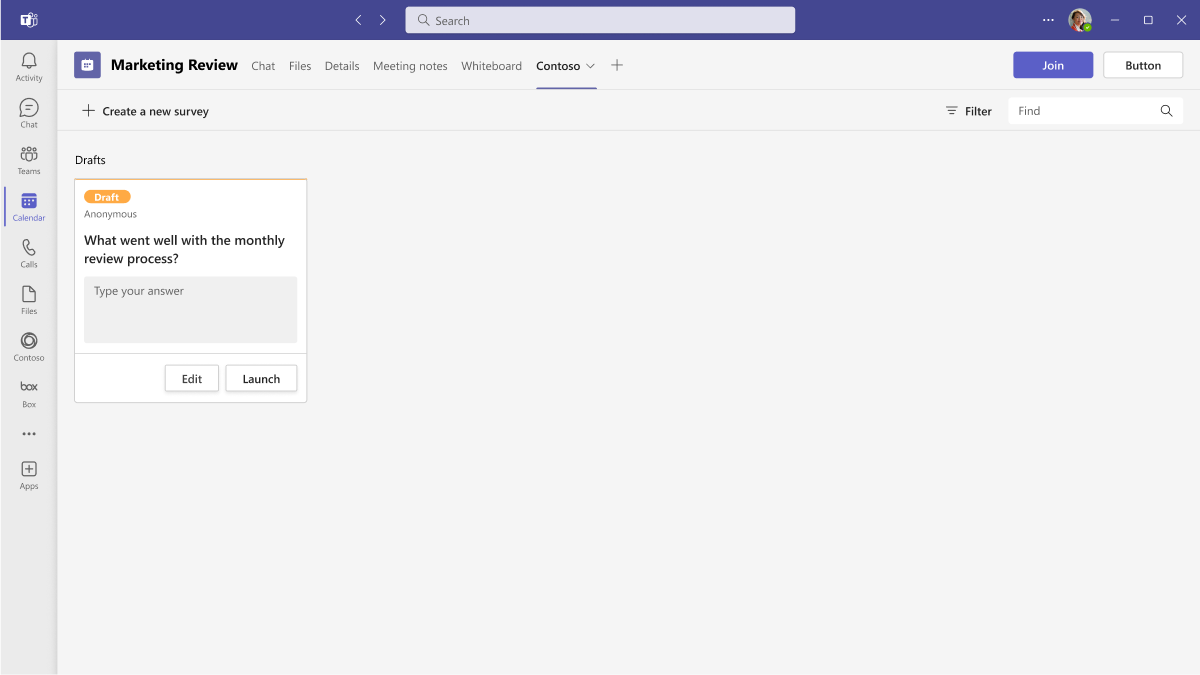 Search
Activity
Chat
Teams
Calendar
Calls
Files
Contoso
box
Box
Apps
Marketing Review Chat Files Details Meeting notes Whiteboard Contoso Join Button
Create a new survey Filter Find
Drafts
Draft
Anonymous
What went well with the monthly
review process?
Type your answer
Edit Launch